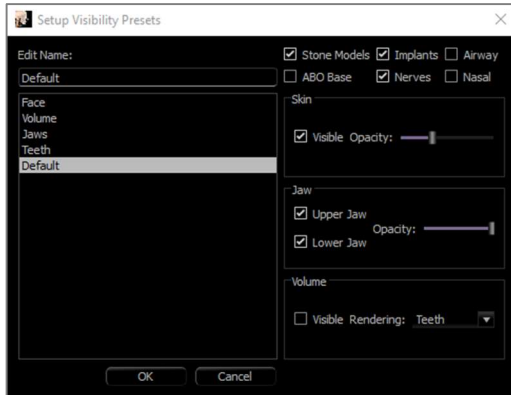 Setup Visibility Presets
Edit Name:
Default
Face
Volume
Jaws
Teeth
Default
OK Cancel
Stone Models Implants Airway
ABO Base Nerves Nasal
Skin
Visible Opacity:
Jaw
Upper Jaw
Opacity:
Lower Jaw
Volume
Visible Rendering: Teeth